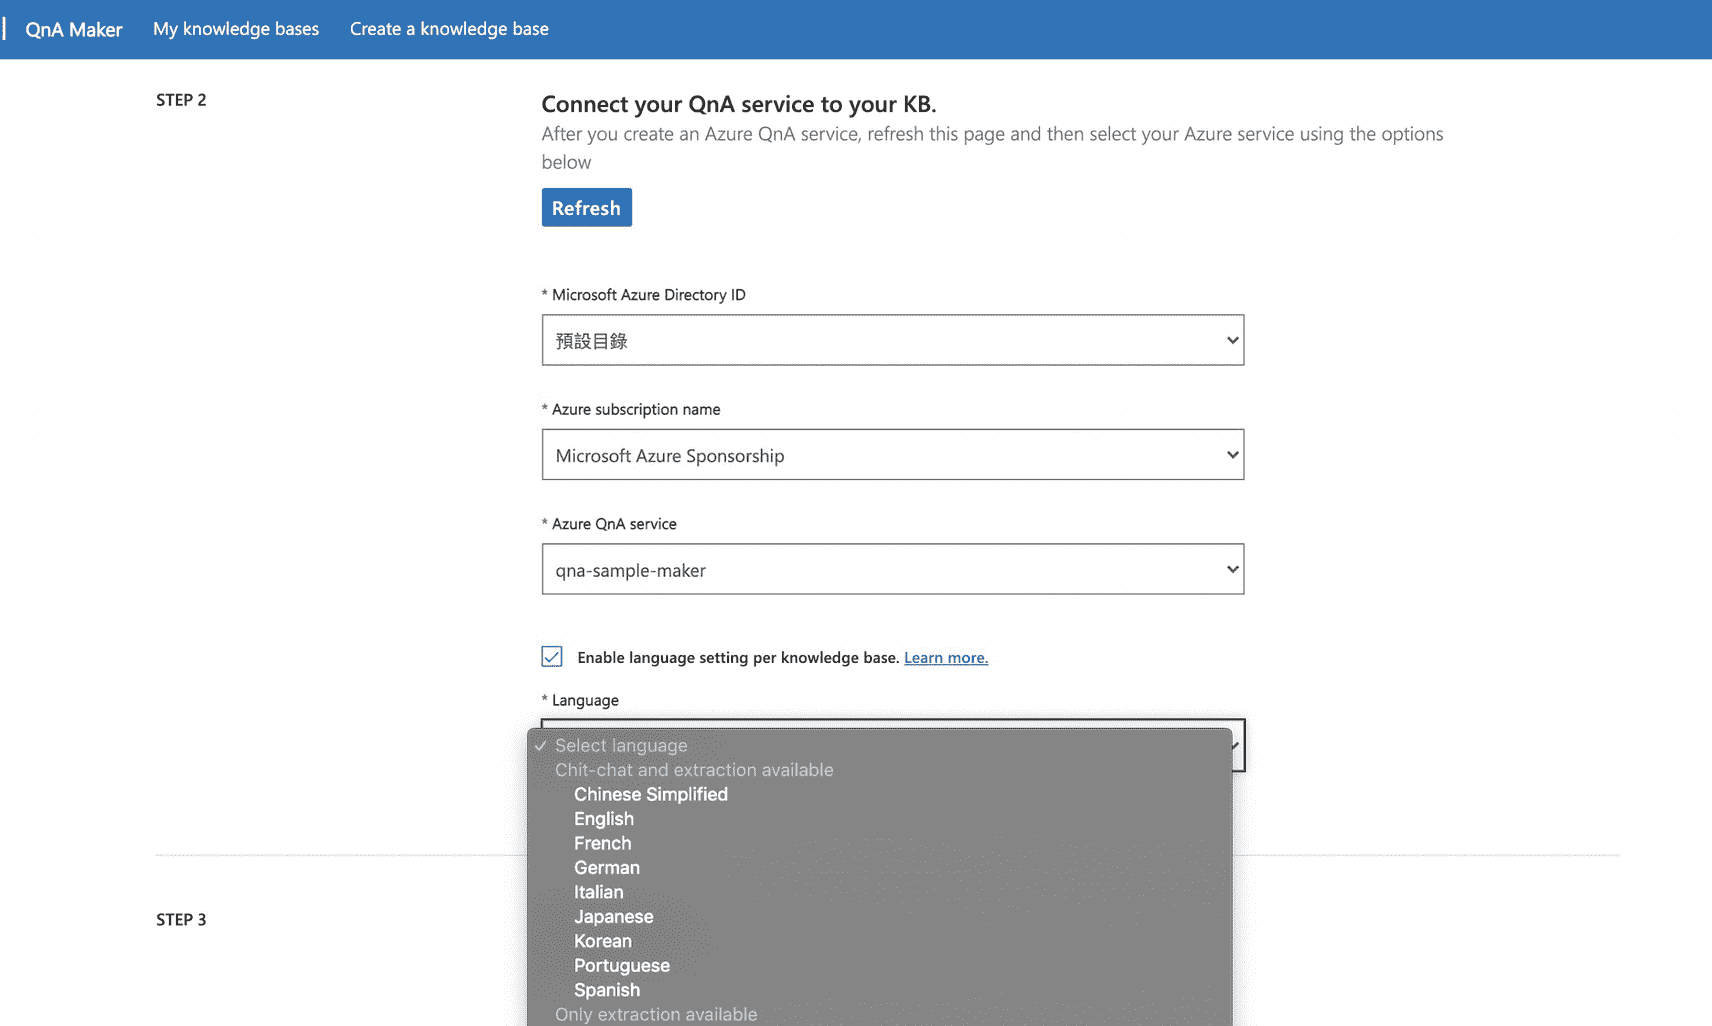 QnA Maker My knowledge bases Create a knowledge base
STEP 2
Connect your QnA service to your KB.
After you create an Azure QnA service, refresh this page and then select your Azure service using the options
below
Refresh
* Microsoft Azure Directory ID
預設目錄
* Azure subscription name
Microsoft Azure Sponsorship
* Azure QnA service
qna-sample-maker
Enable language setting per knowledge base. Learn more.
* Language
Select language
Chit-chat and extraction available
Chinese Simplified
English
French
German
Italian
Japanese
Korean
Portuguese
Spanish
Only extraction available
STEP 3